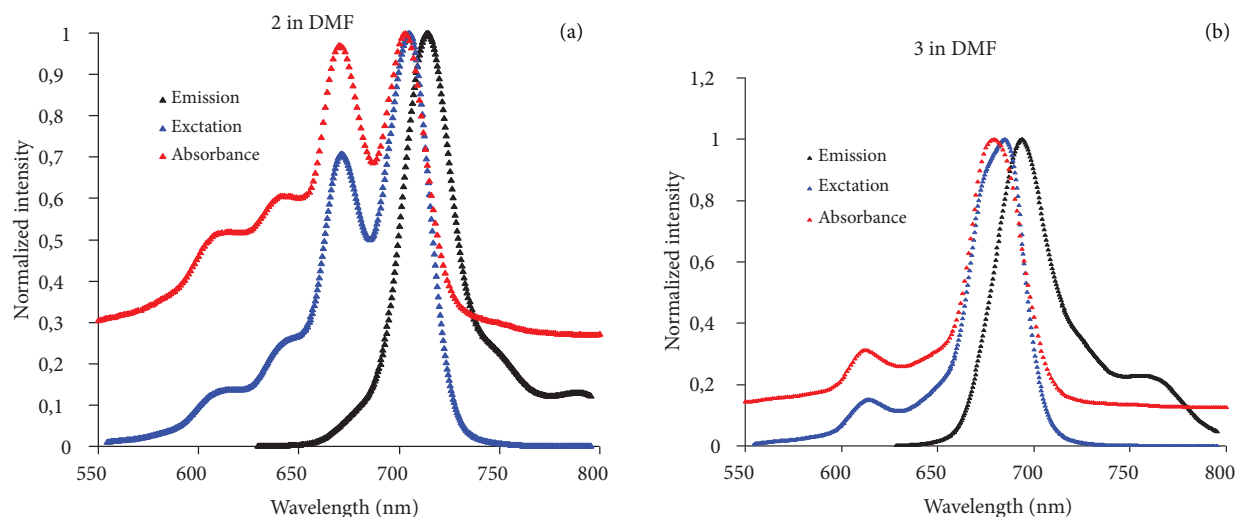 2 in DMF
(a)
Emission
Exctation
Absorbance
Normalized intensity
1
0,9
0,8
0,7
0,6
0,5
0,4
0,3
0,2
0,1
0
550 600 650 700 750 800
Wavelength (nm)
3 in DMF
(b)
Emission
Exctation
Absorbance
Normalized intensity
1,2
1
0,8
0,6
0,4
0,2
0
550 600 650 700 750 800
Wavelength (nm)